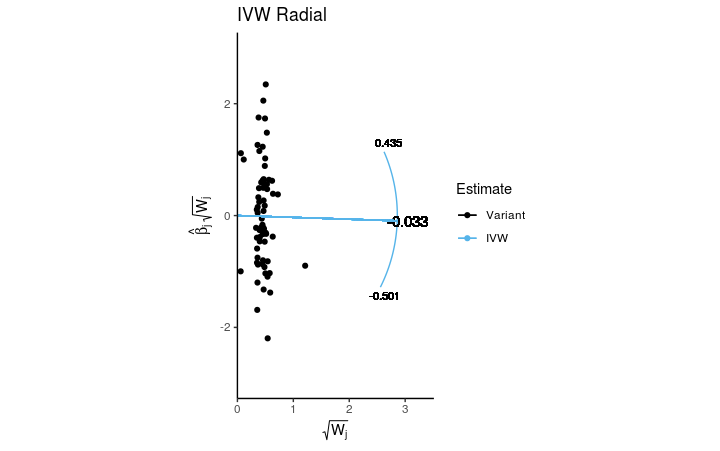 IVW Radial
2
0
-2
β̂j√Wj
0
1
2
3
√Wj
0.435
-0.033
-0.501
Estimate
Variant
IVW